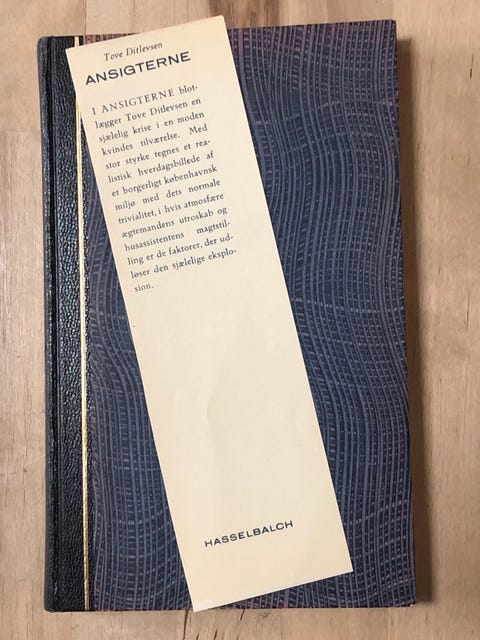 Tove Ditlevsen
ANSIGTERNE
I ANSIGTERNE blot-
lægger Tove Ditlevsen en
sjælelig krise i en moden
kvindes tilværelse. Med
stor styrke tegnes et rea-
listisk hverdagsbillede af
et borgerligt københavnsk
miljø med dets normale
trivialitet, i hvis atmosfære
ægtemandens utroskab og
husassistentens magtstil-
ling er de faktorer, der ud-
løser den sjælelige eksplo-
sion.
HASSELBALCH